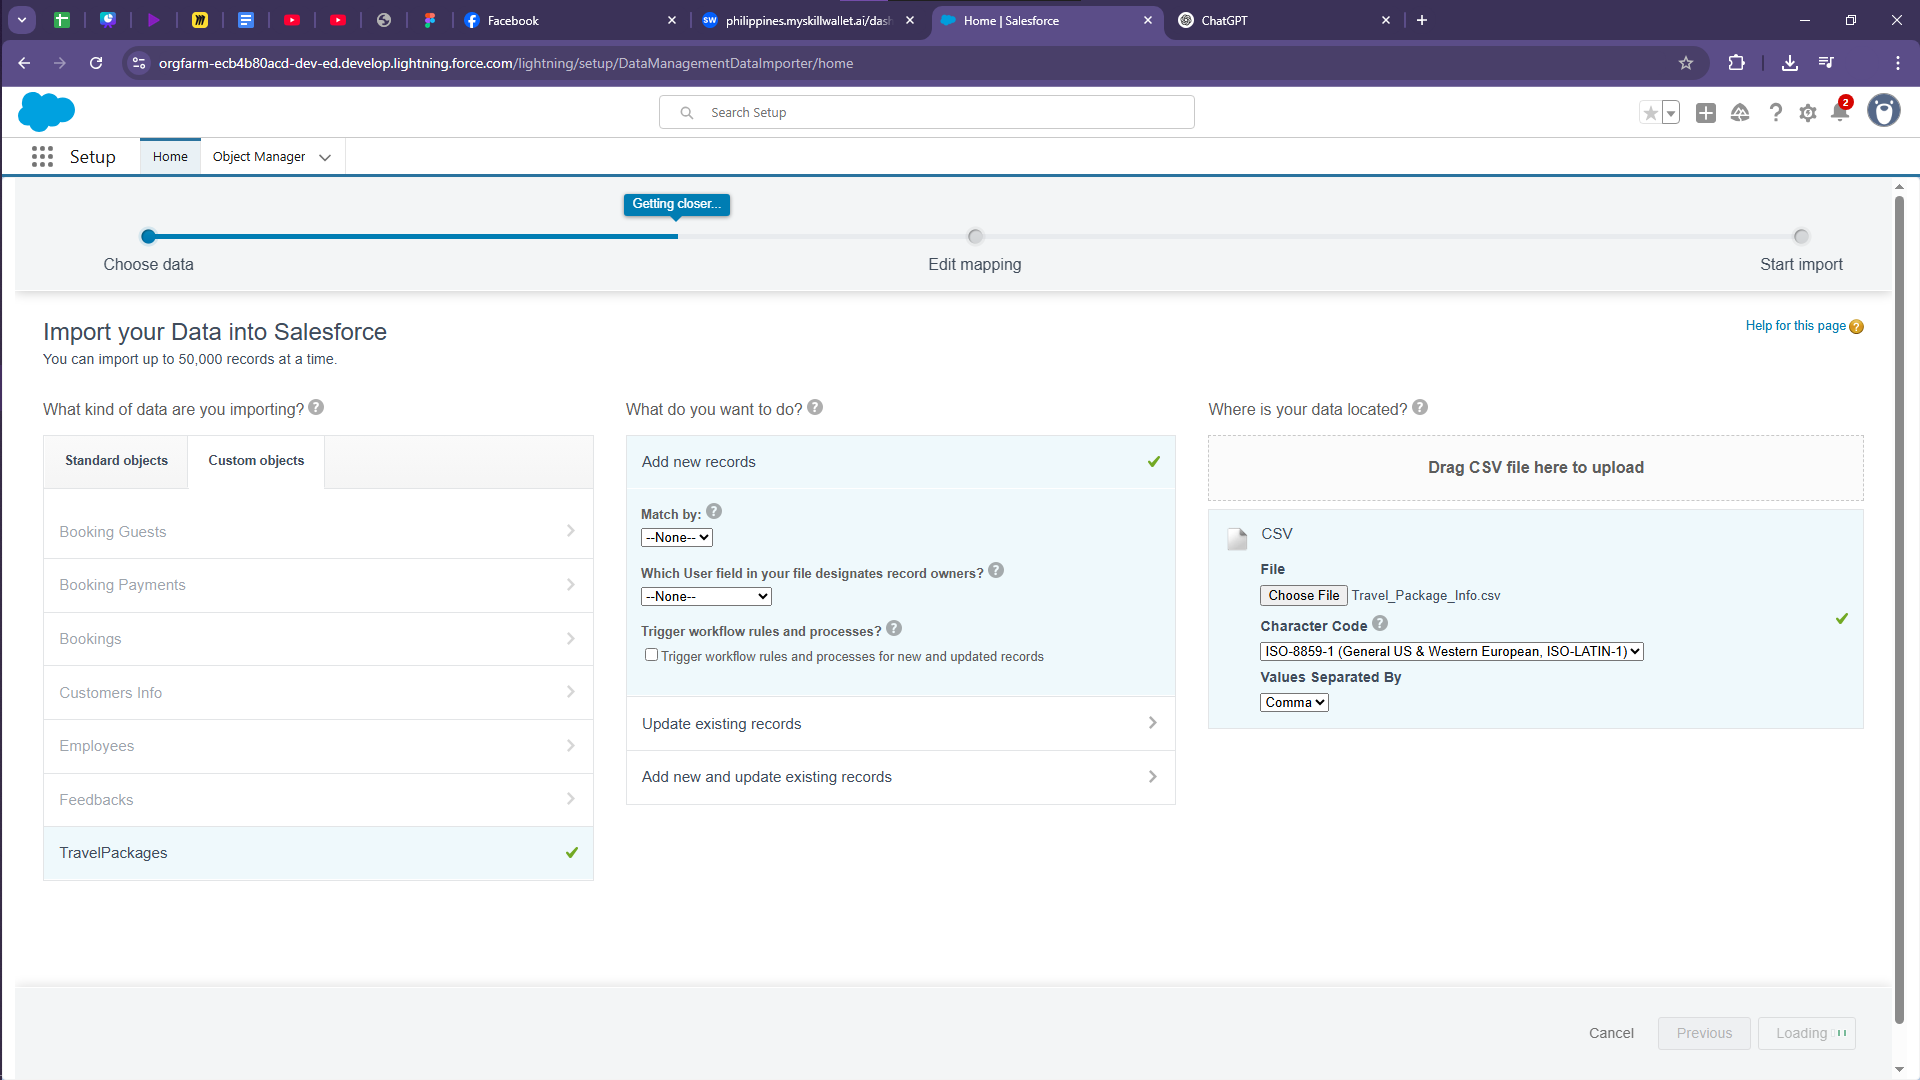 Facebook
philippines.myskillwallet.ai/dash
Home | Salesforce
ChatGPT
orgfarm-ecb4b80acd-dev-ed.develop.lightning.force.com/lightning/setup/DataManagementDataImporter/home
Search Setup
2
Setup
Home
Object Manager
Getting closer...
Choose data
Edit mapping
Start import
Import your Data into Salesforce
Help for this page ?
You can import up to 50,000 records at a time.
What kind of data are you importing? ?
What do you want to do? ?
Where is your data located? ?
Standard objects
Custom objects
Booking Guests
Booking Payments
Bookings
Customers Info
Employees
Feedbacks
TravelPackages
Add new records
Match by: ?
--None--
Which User field in your file designates record owners? ?
--None--
Trigger workflow rules and processes? ?
Trigger workflow rules and processes for new and updated records
Update existing records
Add new and update existing records
Drag CSV file here to upload
CSV
File
Choose File Travel_Package_Info.csv
Character Code ?
ISO-8859-1 (General US & Western European, ISO-LATIN-1)
Values Separated By
Comma
Cancel
Previous
Loading